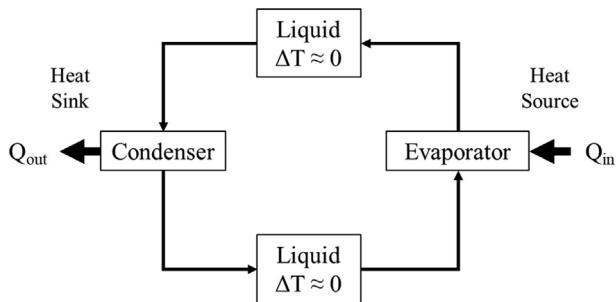 Liquid
ΔT ≈ 0
Heat
Sink
Heat
Source
Q_out
Condenser
Evaporator
Q_in
Liquid
ΔT ≈ 0